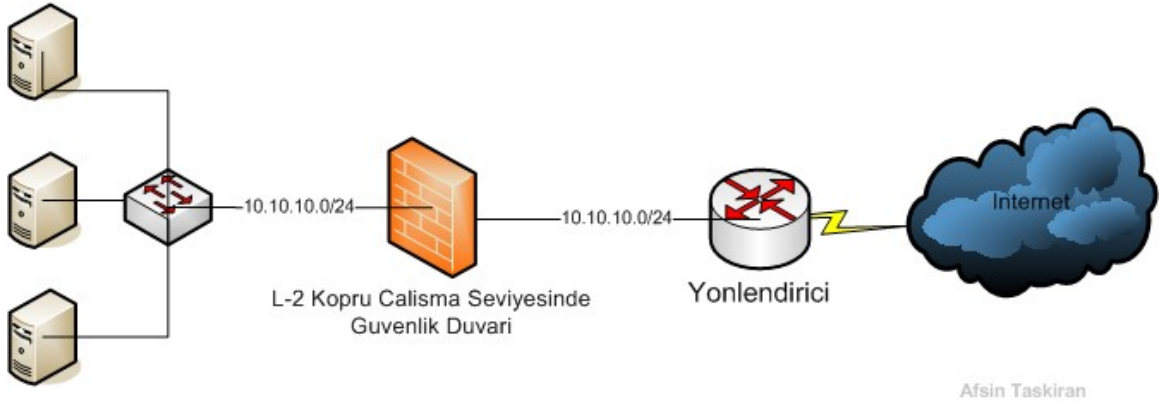 10.10.10.0/24
10.10.10.0/24
Internet
L-2 Kopru Calisma Seviyesinde
Guvenlik Duvari
Yonlendirici
Afsin Taskiran